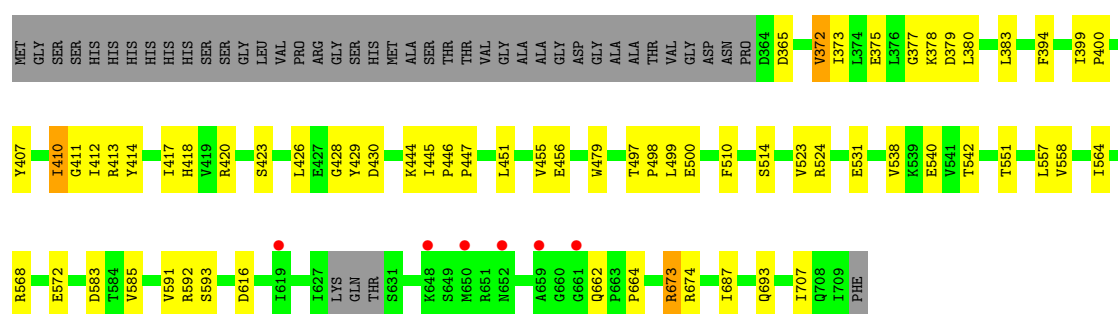 MET GLY SER SER HIS HIS HIS HIS HIS HIS SER SER GLY LEU VAL PRO ARG GLY SER HIS MET ALA SER THR THR VAL GLY ALA ALA GLY ASP GLY ALA ALA THR VAL GLY ASP ASN PRO D364 D365 V372 I373 L374 E375 L376 G377 K378 D379 L380 L383 F394 I399 P400
Y407 I410 G411 I412 R413 Y414 I417 H418 V419 R420 S423 L426 E427 G428 Y429 D430 K444 I445 P446 P447 L451 V455 E456 W479 T497 P498 L499 E500 F510 S514 V523 R524 E531 V538 K539 E540 V541 T542 T551 L557 V558 I564
R568 E572 D583 T584 V585 V591 R592 S593 D616 I619 I627 LYS GLN THR S631 K648 S649 M650 R651 N652 A659 G660 G661 Q662 P663 P664 R673 R674 I687 Q693 I707 Q708 I709 PHE